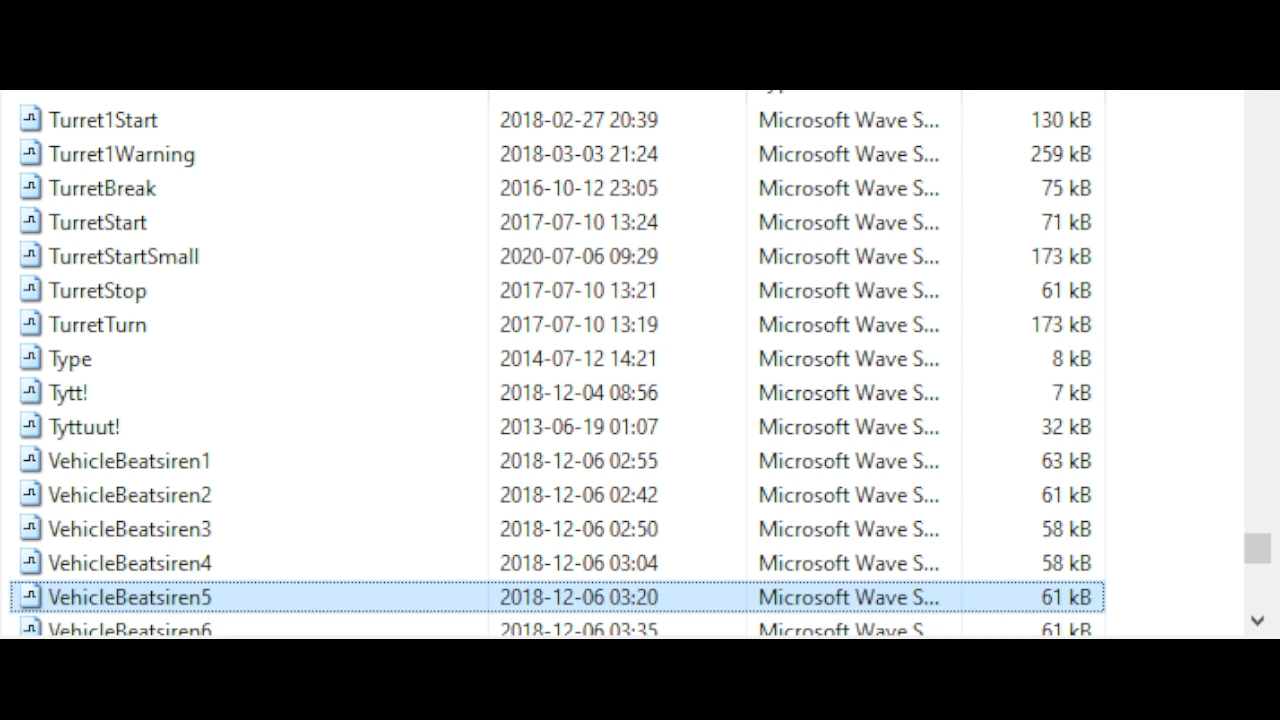 Turret1Start 2018-02-27 20:39 Microsoft Wave S... 130 kB
Turret1Warning 2018-03-03 21:24 Microsoft Wave S... 259 kB
TurretBreak 2016-10-12 23:05 Microsoft Wave S... 75 kB
TurretStart 2017-07-10 13:24 Microsoft Wave S... 71 kB
TurretStartSmall 2020-07-06 09:29 Microsoft Wave S... 173 kB
TurretStop 2017-07-10 13:21 Microsoft Wave S... 61 kB
TurretTurn 2017-07-10 13:19 Microsoft Wave S... 173 kB
Type 2014-07-12 14:21 Microsoft Wave S... 8 kB
Tytt! 2018-12-04 08:56 Microsoft Wave S... 7 kB
Tyttuut! 2013-06-19 01:07 Microsoft Wave S... 32 kB
VehicleBeatsiren1 2018-12-06 02:55 Microsoft Wave S... 63 kB
VehicleBeatsiren2 2018-12-06 02:42 Microsoft Wave S... 61 kB
VehicleBeatsiren3 2018-12-06 02:50 Microsoft Wave S... 58 kB
VehicleBeatsiren4 2018-12-06 03:04 Microsoft Wave S... 58 kB
VehicleBeatsiren5 2018-12-06 03:20 Microsoft Wave S... 61 kB
VehicleBeatsiren6 2018-12-06 03:35 Microsoft Wave S 61 kB